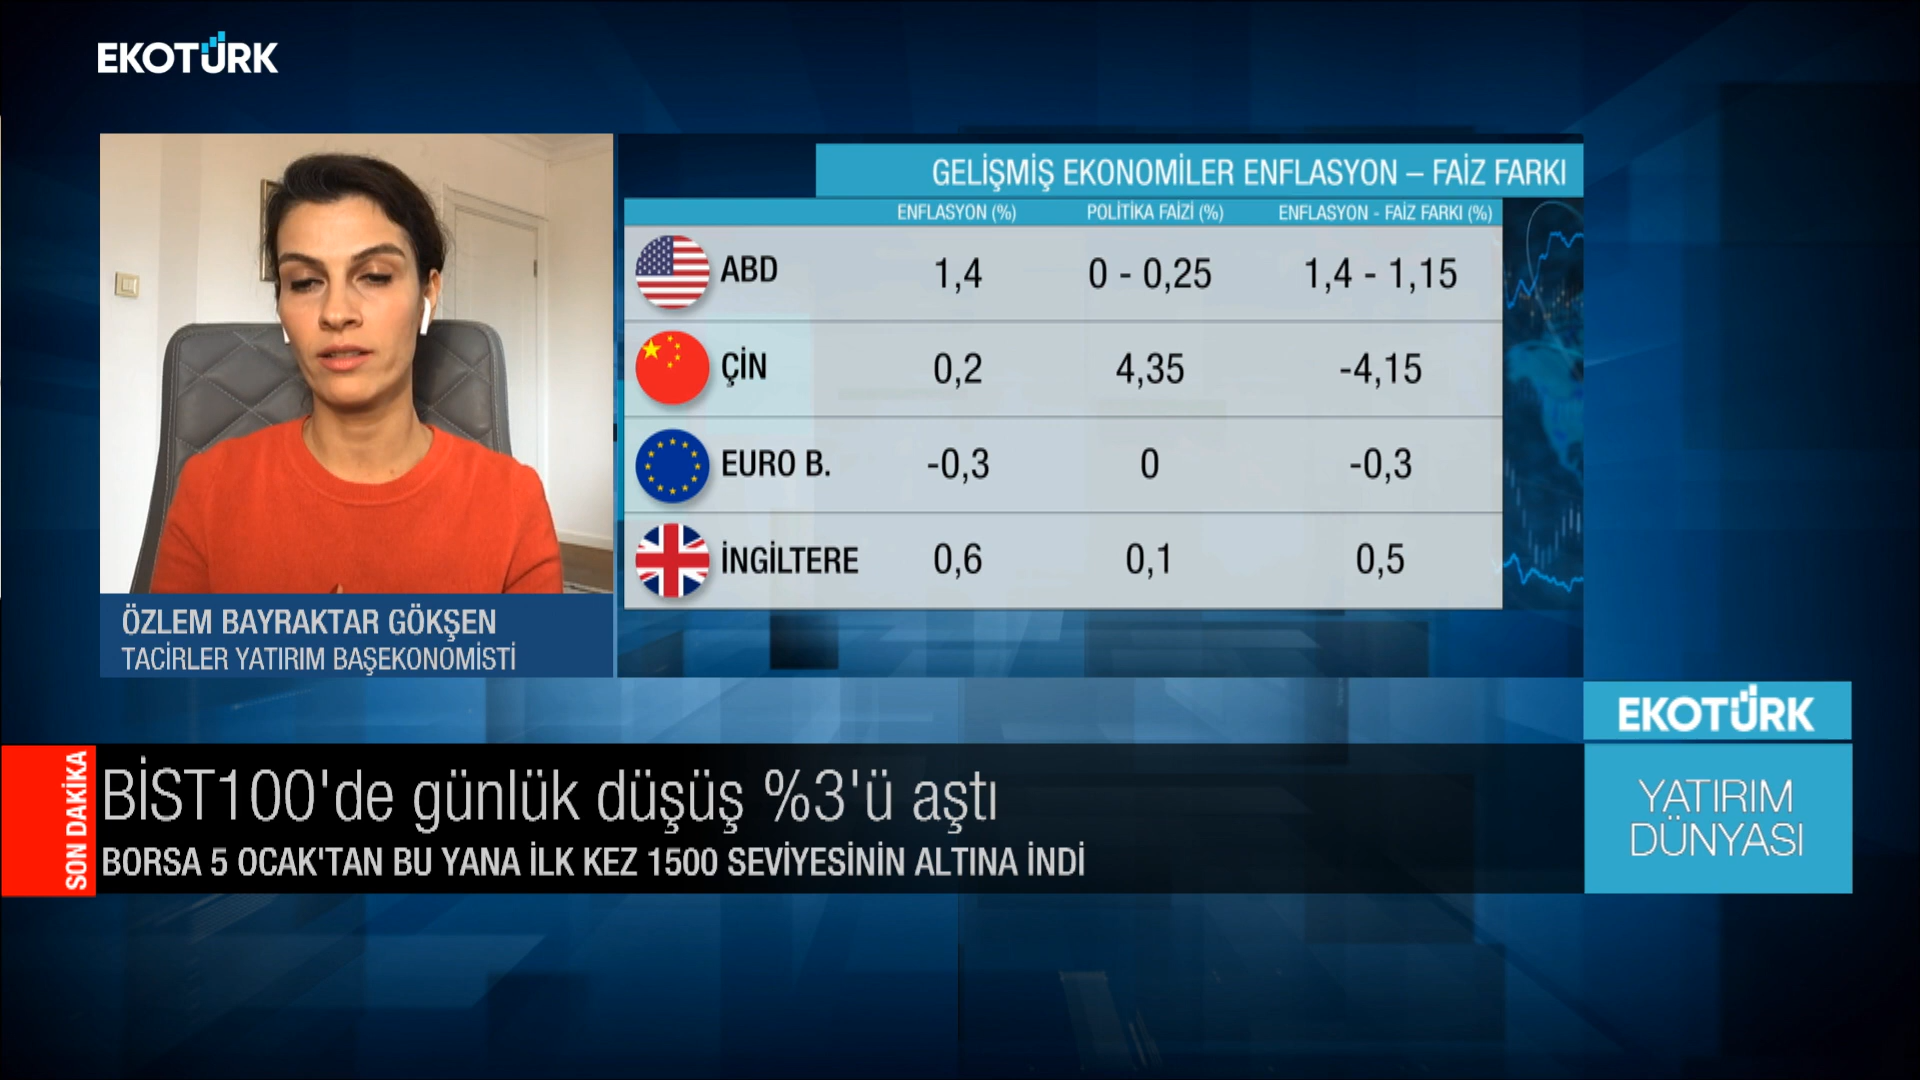 EKOTÜRK
GELİŞMİŞ EKONOMİLER ENFLASYON – FAİZ FARKI
ENFLASYON (%) POLİTİKA FAİZİ (%) ENFLASYON - FAİZ FARKI (%)
ABD 1,4 0 - 0,25 1,4 - 1,15
ÇİN 0,2 4,35 -4,15
EURO B. -0,3 0 -0,3
İNGİLTERE 0,6 0,1 0,5
ÖZLEM BAYRAKTAR GÖKŞEN
TACİRLER YATIRIM BAŞEKONOMİSTİ
EKOTÜRK
SON DAKİKA
BİST100'de günlük düşüş %3'ü aştı
BORSA 5 OCAK'TAN BU YANA İLK KEZ 1500 SEVİYESİNİN ALTINA İNDİ
YATIRIM
DÜNYASI